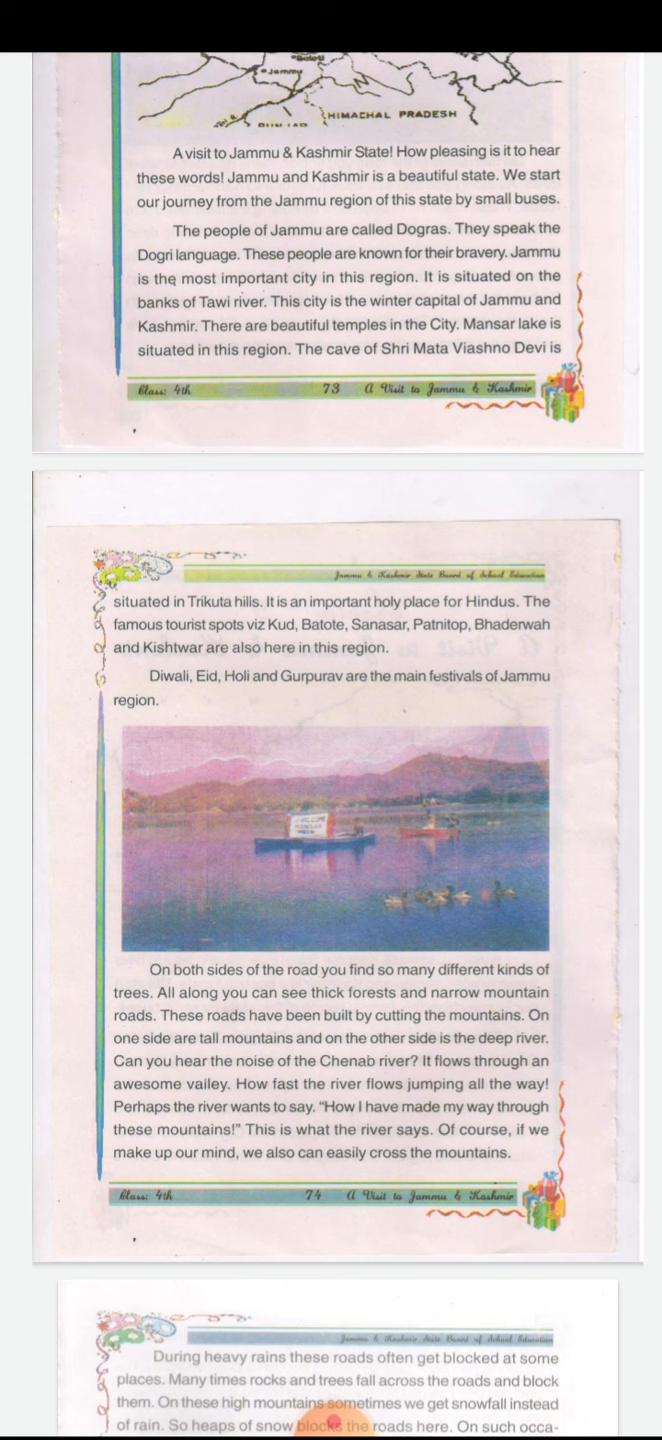 Batote
Jammu
HIMACHAL PRADESH
A visit to Jammu & Kashmir State! How pleasing is it to hear
these words! Jammu and Kashmir is a beautiful state. We start
our journey from the Jammu region of this state by small buses.
The people of Jammu are called Dogras. They speak the
Dogri language. These people are known for their bravery. Jammu
is the most important city in this region. It is situated on the
banks of Tawi river. This city is the winter capital of Jammu and
Kashmir. There are beautiful temples in the City. Mansar lake is
situated in this region. The cave of Shri Mata Viashno Devi is
Class: 4th 73 A Visit to Jammu & Kashmir
Jammu & Kashmir State Board of School Education
situated in Trikuta hills. It is an important holy place for Hindus. The
famous tourist spots viz Kud, Batote, Sanasar, Patnitop, Bhaderwah
and Kishtwar are also here in this region.
Diwali, Eid, Holi and Gurpurav are the main festivals of Jammu
region.
WELCOME
MANSAR
On both sides of the road you find so many different kinds of
trees. All along you can see thick forests and narrow mountain
roads. These roads have been built by cutting the mountains. On
one side are tall mountains and on the other side is the deep river.
Can you hear the noise of the Chenab river? It flows through an
awesome vailey. How fast the river flows jumping all the way!
Perhaps the river wants to say. “How I have made my way through
these mountains!” This is what the river says. Of course, if we
make up our mind, we also can easily cross the mountains.
Class: 4th 74 A Visit to Jammu & Kashmir
Jammu & Kashmir State Board of School Education
During heavy rains these roads often get blocked at some
places. Many times rocks and trees fall across the roads and block
them. On these high mountains sometimes we get snowfall instead
of rain. So heaps of snow blocks the roads here. On such occa-